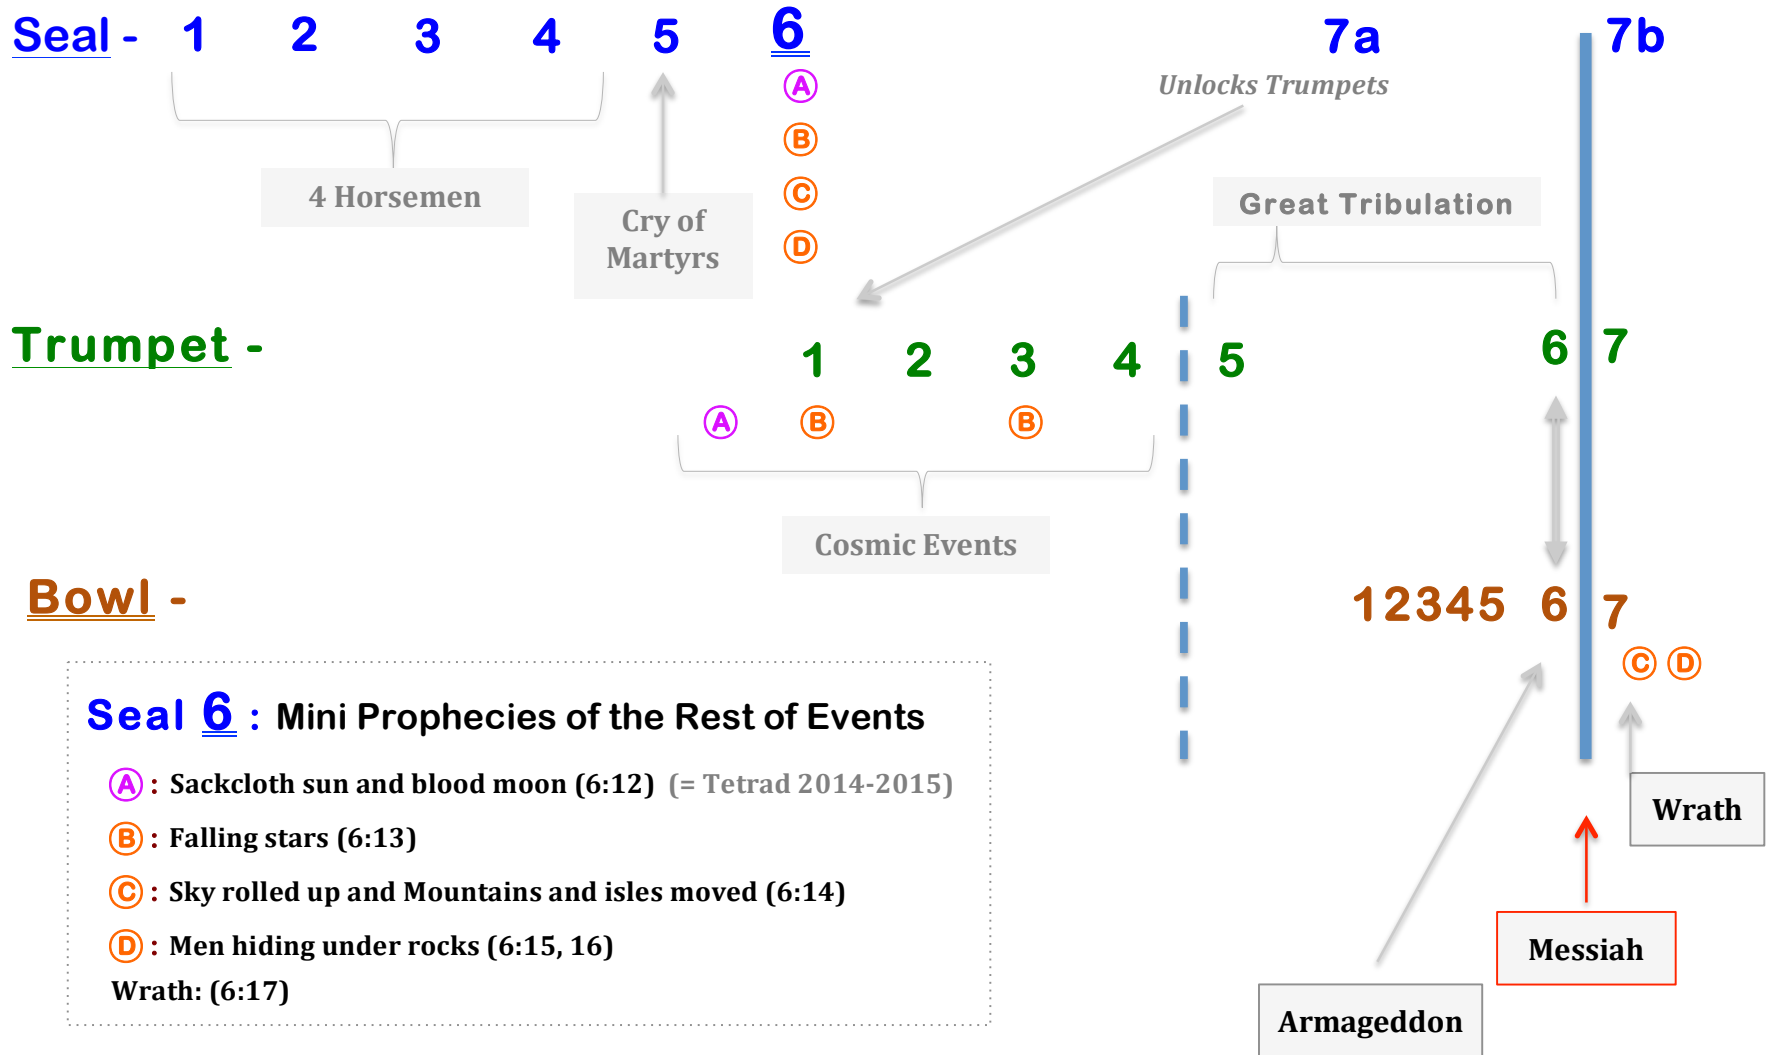 Seal - 1 2 3 4 5 6 7a 7b
Ⓐ
Unlocks Trumpets
Ⓑ
Ⓒ
4 Horsemen
Great Tribulation
Cry of
Martyrs
Ⓓ
Trumpet - 1 2 3 4 5 6 7
Ⓐ Ⓑ Ⓑ
Cosmic Events
Bowl - 12345 6 7
Ⓒ Ⓓ
Seal 6 : Mini Prophecies of the Rest of Events
Ⓐ : Sackcloth sun and blood moon (6:12) (= Tetrad 2014-2015)
Ⓑ : Falling stars (6:13)
Ⓒ : Sky rolled up and Mountains and isles moved (6:14)
Ⓓ : Men hiding under rocks (6:15, 16)
Wrath: (6:17)
Wrath
Messiah
Armageddon